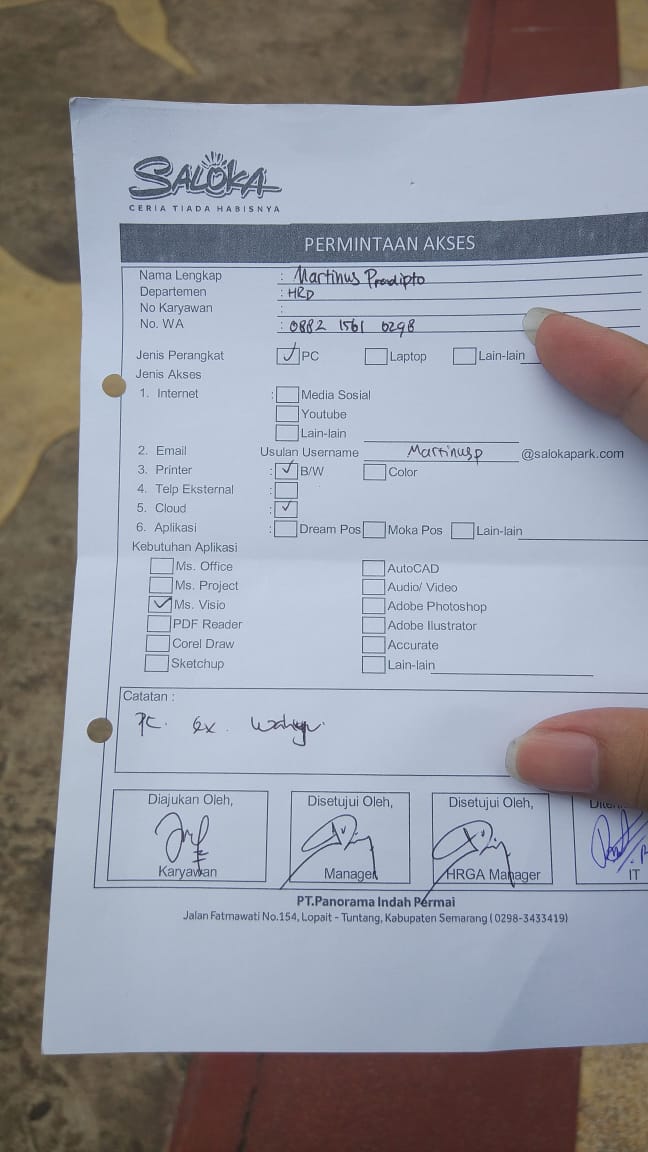 SALOKA
CERIA TIADA HABISNYA
PERMINTAAN AKSES
Nama Lengkap : Martinus Pradipto
Departemen : HRD
No Karyawan :
No. WA : 0882 1561 0298
Jenis Perangkat PC Laptop Lain-lain
Jenis Akses
1. Internet : Media Sosial
Youtube
Lain-lain
2. Email Usulan Username Martinusp @salokapark.com
3. Printer : B/W Color
4. Telp Eksternal :
5. Cloud :
6. Aplikasi : Dream Pos Moka Pos Lain-lain
Kebutuhan Aplikasi
Ms. Office AutoCAD
Ms. Project Audio/ Video
Ms. Visio Adobe Photoshop
PDF Reader Adobe Ilustrator
Corel Draw Accurate
Sketchup Lain-lain
Catatan :
PC. ex. Wahyu
Diajukan Oleh, Disetujui Oleh, Disetujui Oleh,
Karyawan Manager HRGA Manager IT
PT.Panorama Indah Permai
Jalan Fatmawati No.154, Lopait - Tuntang, Kabupaten Semarang ( 0298-3433419)